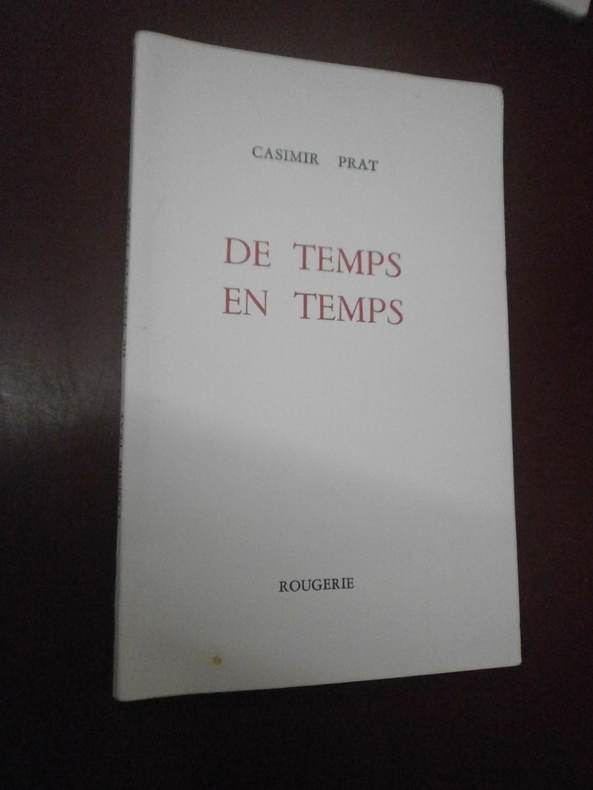 CASIMIR PRAT
DE TEMPS
EN TEMPS
ROUGERIE